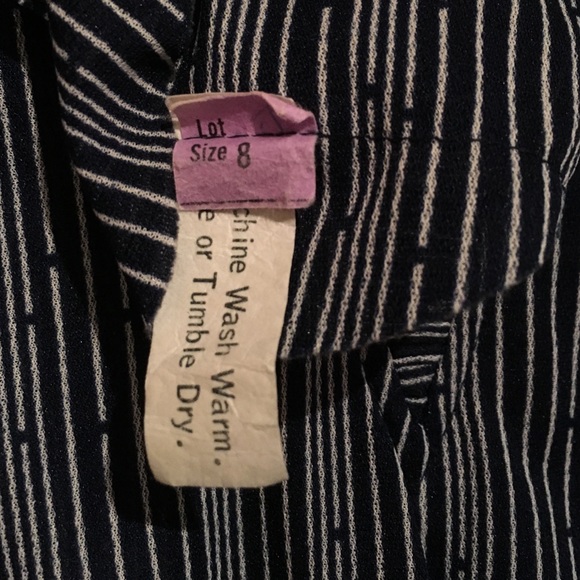 Lot
Size 8
chine Wash Warm.
e or Tumble Dry.